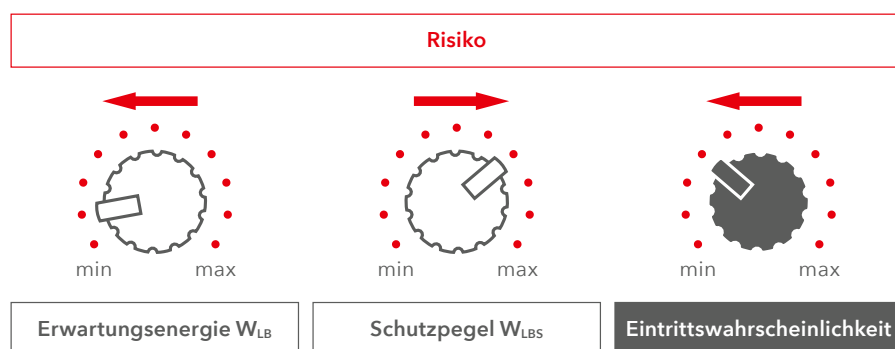 Risiko
min max min max min max
Erwartungsenergie WLB Schutzpegel WLBS Eintrittswahrscheinlichkeit